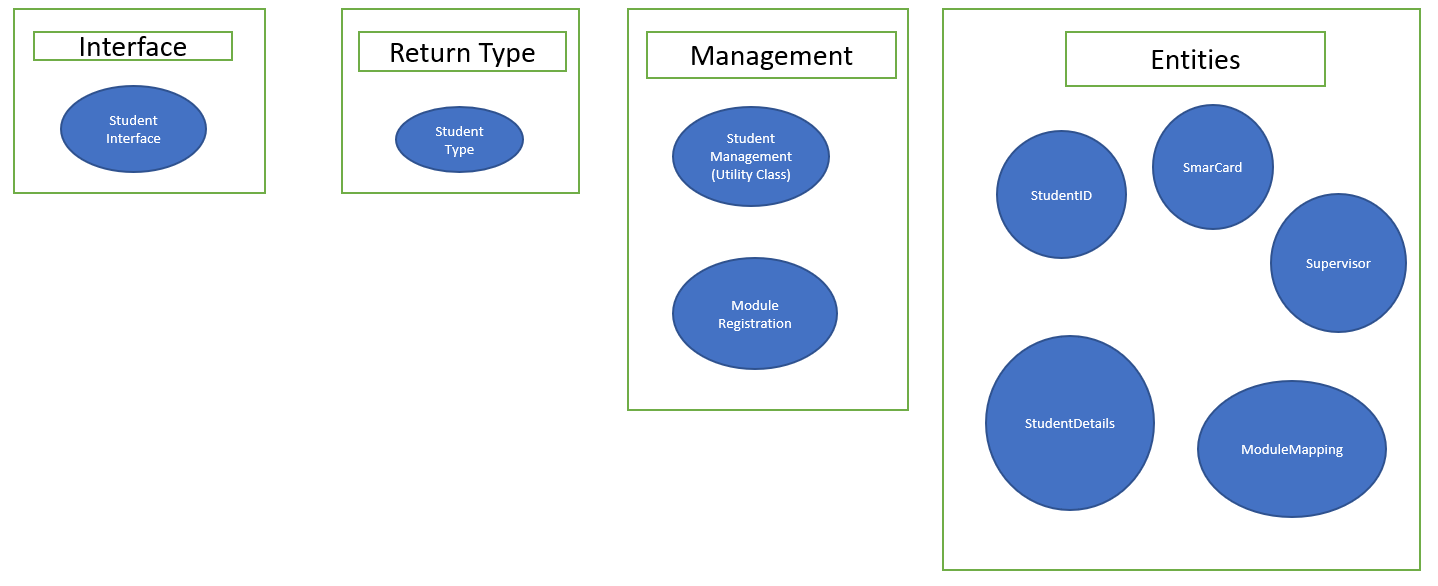 Interface
Student
Interface
Return Type
Student
Type
Management
Student
Management
(Utility Class)
Module
Registration
Entities
StudentID
SmarCard
Supervisor
StudentDetails
ModuleMapping